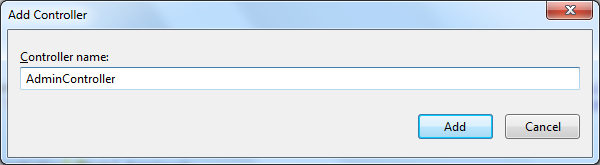 Add Controller
Controller name:
AdminController
Add
Cancel